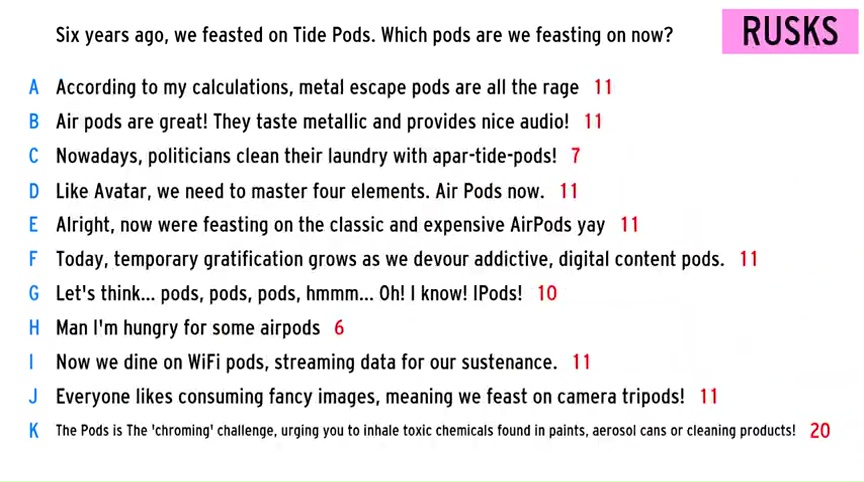 Six years ago, we feasted on Tide Pods. Which pods are we feasting on now?
RUSKS
A According to my calculations, metal escape pods are all the rage 11
B Air pods are great! They taste metallic and provides nice audio! 11
C Nowadays, politicians clean their laundry with apar-tide-pods! 7
D Like Avatar, we need to master four elements. Air Pods now. 11
E Alright, now were feasting on the classic and expensive AirPods yay 11
F Today, temporary gratification grows as we devour addictive, digital content pods. 11
G Let's think... pods, pods, pods, hmmm... Oh! I know! IPods! 10
H Man I'm hungry for some airpods 6
I Now we dine on WiFi pods, streaming data for our sustenance. 11
J Everyone likes consuming fancy images, meaning we feast on camera tripods! 11
K The Pods is The 'chroming' challenge, urging you to inhale toxic chemicals found in paints, aerosol cans or cleaning products! 20